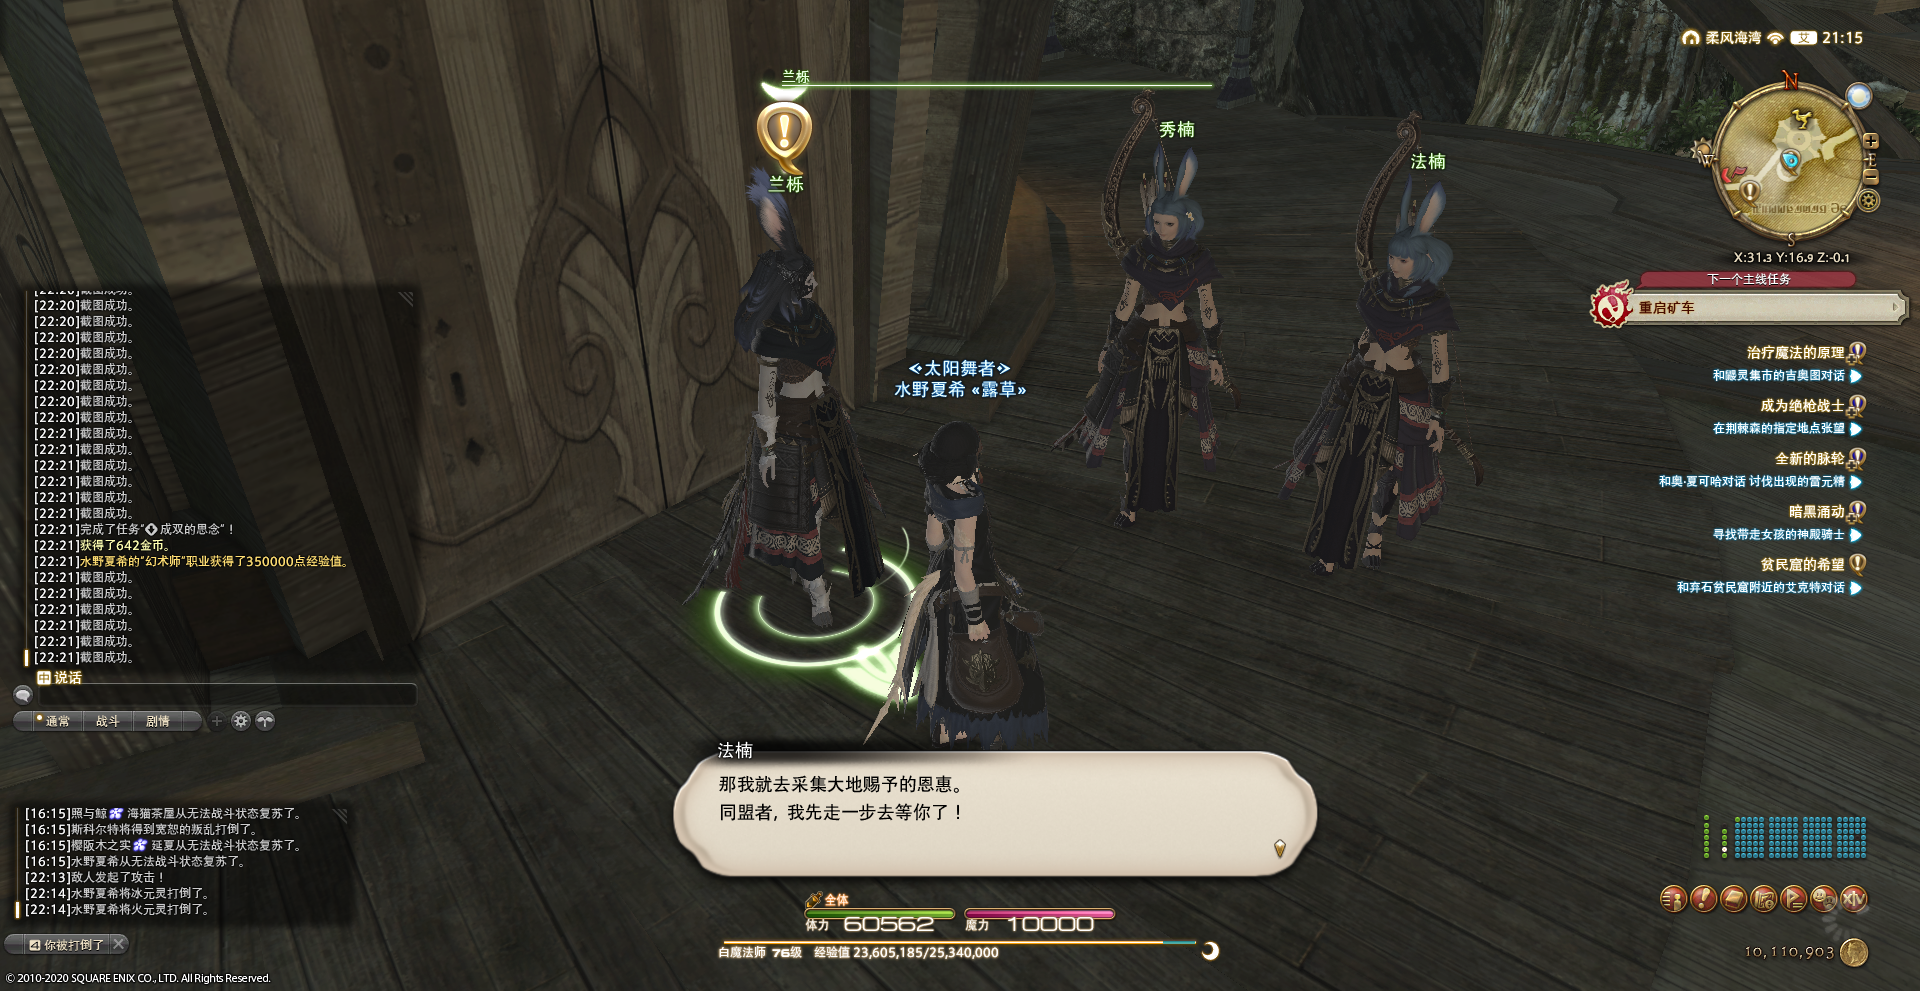 柔风海湾 艾 21:15
兰栎
兰栎
秀楠
法楠
N
W
E
S
X:31.3 Y:16.9 Z:-0.1
下一个主线任务
重启矿车
治疗魔法的原理
和鼹灵集市的吉奥图对话
成为绝枪战士
在荆棘森的指定地点张望
全新的脉轮
和奥·夏可哈对话 讨伐出现的雷元精
暗黑涌动
寻找带走女孩的神殿骑士
贫民窟的希望
和弃石贫民窟附近的艾克特对话
太阳舞者
水野夏希 «露草»
[22:20]截图成功。
[22:20]截图成功。
[22:20]截图成功。
[22:20]截图成功。
[22:20]截图成功。
[22:20]截图成功。
[22:20]截图成功。
[22:20]截图成功。
[22:20]截图成功。
[22:21]截图成功。
[22:21]截图成功。
[22:21]截图成功。
[22:21]截图成功。
[22:21]截图成功。
[22:21]截图成功。
[22:21]完成了任务“成双的思念”！
[22:21]获得了642金币。
[22:21]水野夏希的“幻术师”职业获得了350000点经验值。
[22:21]截图成功。
[22:21]截图成功。
[22:21]截图成功。
[22:21]截图成功。
[22:21]截图成功。
[22:21]截图成功。
说话
通常 战斗 剧情
[16:15]照与鲸 海猫茶屋从无法战斗状态复苏了。
[16:15]斯科尔特将得到宽恕的叛乱打倒了。
[16:15]樱阪木之实 延夏从无法战斗状态复苏了。
[16:15]水野夏希从无法战斗状态复苏了。
[22:13]敌人发起了攻击！
[22:14]水野夏希将冰元灵打倒了。
[22:14]水野夏希将火元灵打倒了。
4 你被打倒了
法楠
那我就去采集大地赐予的恩惠。
同盟者，我先走一步去等你了！
全体
体力 60562 魔力 10000
白魔法师 76级 经验值 23,605,185/25,340,000
XIV
10,110,903
© 2010-2020 SQUARE ENIX CO., LTD. All Rights Reserved.